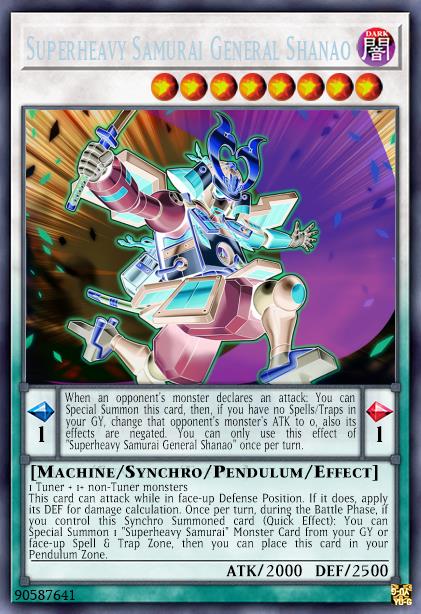 Superheavy Samurai General Shanao
DARK
闇
When an opponent's monster declares an attack: You can
Special Summon this card, then, if you have no Spells/Traps in
your GY, change that opponent's monster's ATK to 0, also its
effects are negated. You can only use this effect of
"Superheavy Samurai General Shanao" once per turn.
1
1
[Machine/Synchro/Pendulum/Effect]
1 Tuner + 1+ non-Tuner monsters
This card can attack while in face-up Defense Position. If it does, apply
its DEF for damage calculation. Once per turn, during the Battle Phase, if
you control this Synchro Summoned card (Quick Effect): You can
Special Summon 1 "Superheavy Samurai" Monster Card from your GY or
face-up Spell & Trap Zone, then you can place this card in your
Pendulum Zone.
ATK/2000 DEF/2500
90587641